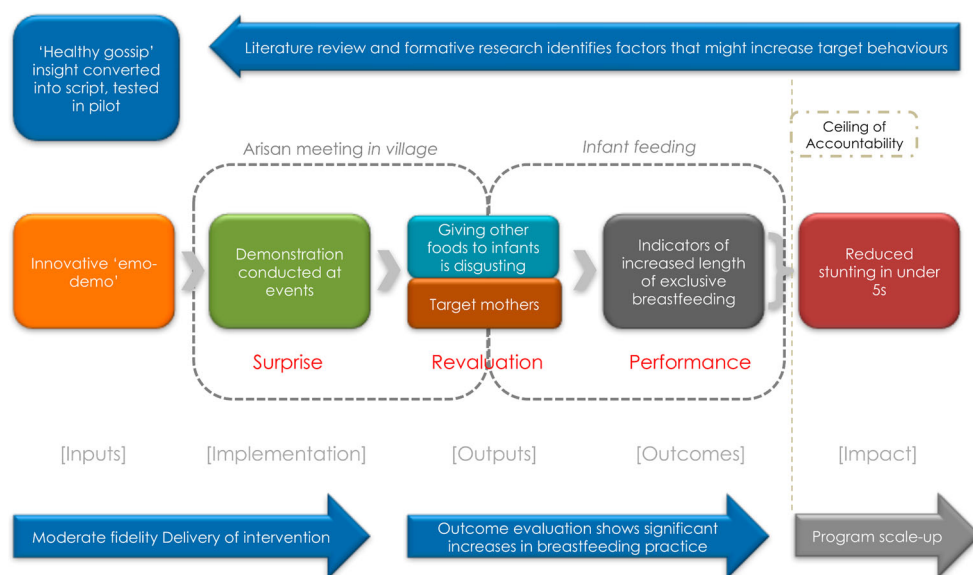 'Healthy gossip'
insight converted
into script, tested
in pilot
Literature review and formative research identifies factors that might increase target behaviours
Ceiling of
Accountability
Arisan meeting in village
Infant feeding
Innovative 'emo-
demo'
Demonstration
conducted at
events
Giving other
foods to infants
is disgusting
Target mothers
Indicators of
increased length
of exclusive
breastfeeding
Reduced
stunting in under
5s
Surprise
Revaluation
Performance
[Inputs]
[Implementation]
[Outputs]
[Outcomes]
[Impact]
Moderate fidelity Delivery of intervention
Outcome evaluation shows significant
increases in breastfeeding practice
Program scale-up